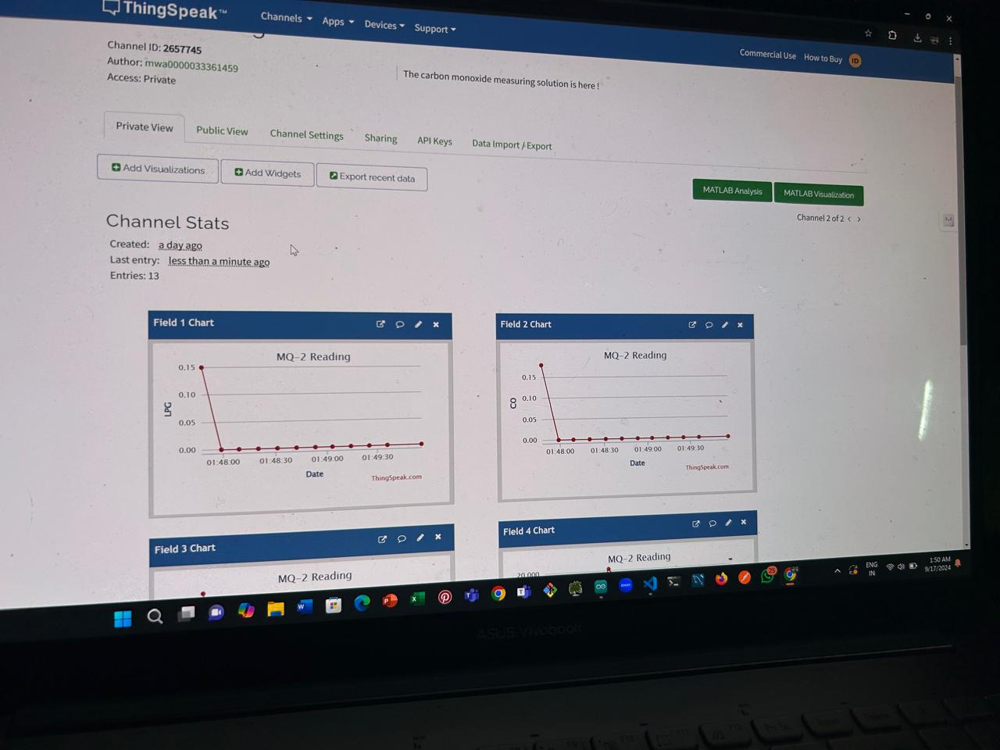 ThingSpeak™
Channels Apps Devices Support
Commercial Use How to Buy ID
Channel ID: 2657745
Author: mwa0000033361459
Access: Private
The carbon monoxide measuring solution is here !
Private View Public View Channel Settings Sharing API Keys Data Import / Export
Add Visualizations Add Widgets Export recent data
MATLAB Analysis MATLAB Visualization
Channel 2 of 2 < >
Channel Stats
Created: a day ago
Last entry: less than a minute ago
Entries: 13
Field 1 Chart
MQ-2 Reading
LPG
0.15
0.10
0.05
0.00
01:48:00 01:48:30 01:49:00 01:49:30
Date
ThingSpeak.com
Field 2 Chart
MQ-2 Reading
CO
0.15
0.10
0.05
0.00
01:48:00 01:48:30 01:49:00 01:49:30
Date
ThingSpeak.com
Field 3 Chart
MQ-2 Reading
Field 4 Chart
MQ-2 Reading
20 000
zoom
25
ENG
IN
1:50 AM
9/17/2024
ASUS Vivobook